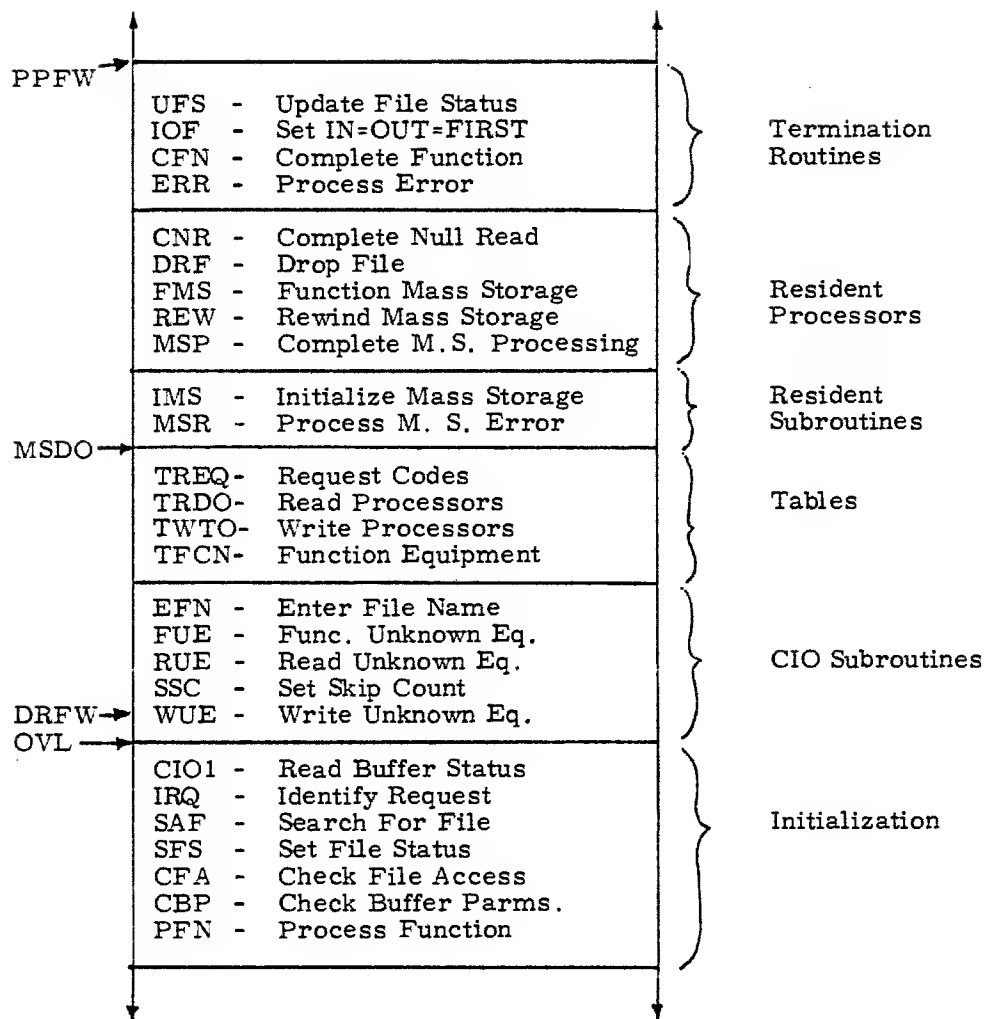 PPFW
UFS - Update File Status
IOF - Set IN=OUT=FIRST
CFN - Complete Function
ERR - Process Error
Termination
Routines
CNR - Complete Null Read
DRF - Drop File
FMS - Function Mass Storage
REW - Rewind Mass Storage
MSP - Complete M.S. Processing
Resident
Processors
IMS - Initialize Mass Storage
MSR - Process M. S. Error
Resident
Subroutines
MSDO
TREQ- Request Codes
TRDO- Read Processors
TWTO- Write Processors
TFCN- Function Equipment
Tables
EFN - Enter File Name
FUE - Func. Unknown Eq.
RUE - Read Unknown Eq.
SSC - Set Skip Count
WUE - Write Unknown Eq.
CIO Subroutines
DRFW
OVL
CIO1 - Read Buffer Status
IRQ - Identify Request
SAF - Search For File
SFS - Set File Status
CFA - Check File Access
CBP - Check Buffer Parms.
PFN - Process Function
Initialization